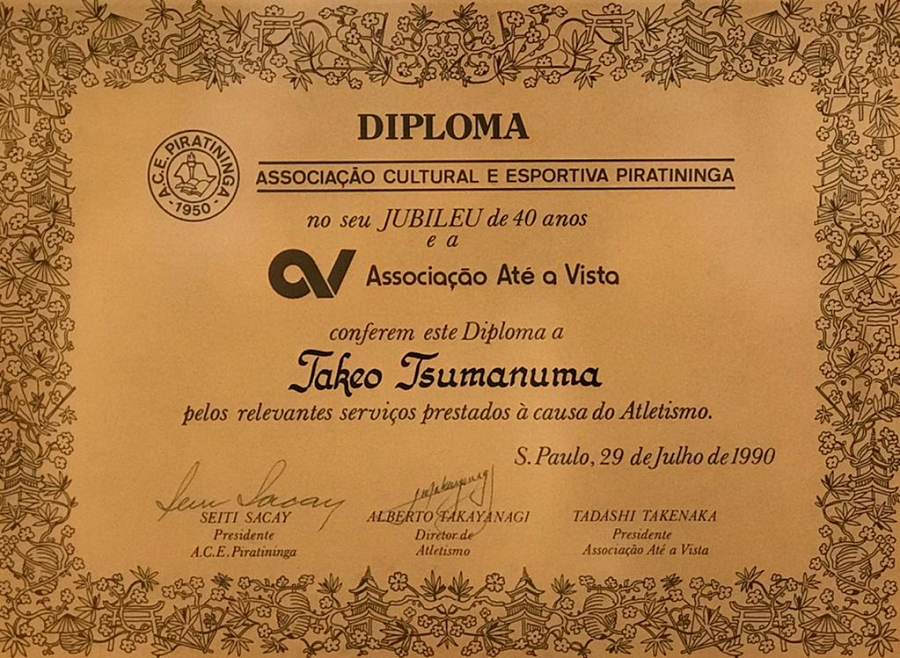 DIPLOMA
A.C.E. PIRATININGA
- 1950 -
ASSOCIAÇÃO CULTURAL E ESPORTIVA PIRATININGA
no seu JUBILEU de 40 anos
e a
av Associação Até a Vista
conferem este Diploma a
Takeo Tsumanuma
pelos relevantes serviços prestados à causa do Atletismo.
S. Paulo, 29 de Julho de 1990
SEITI SACAY
Presidente
A.C.E. Piratininga
ALBERTO TAKAYANAGI
Diretor de
Atletismo
TADASHI TAKENAKA
Presidente
Associação Até a Vista